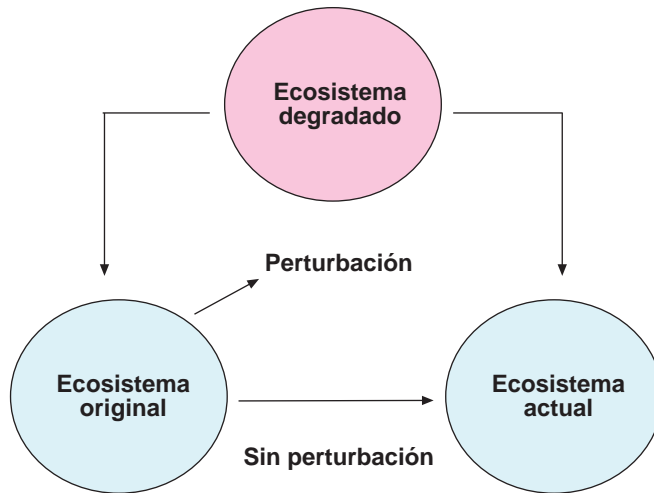 Ecosistema
degradado
Perturbación
Ecosistema
original
Ecosistema
actual
Sin perturbación